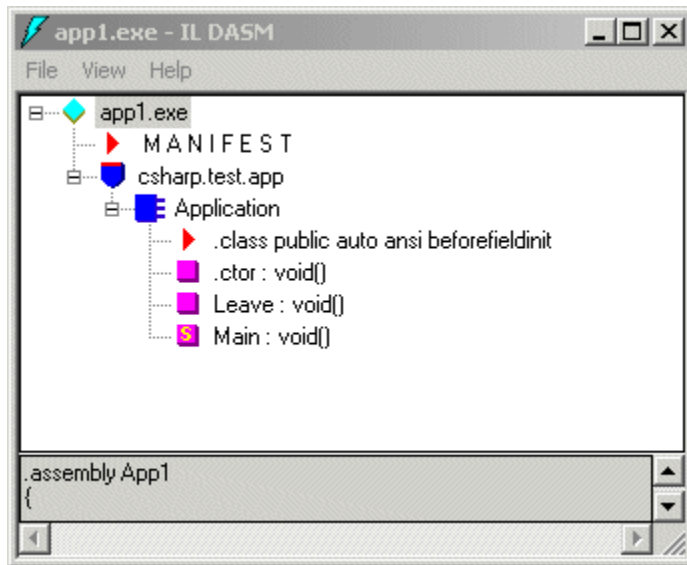 app1.exe - IL DASM
File View Help
app1.exe
M A N I F E S T
csharp.test.app
Application
.class public auto ansi beforefieldinit
.ctor : void()
Leave : void()
S Main : void()
.assembly App1
{